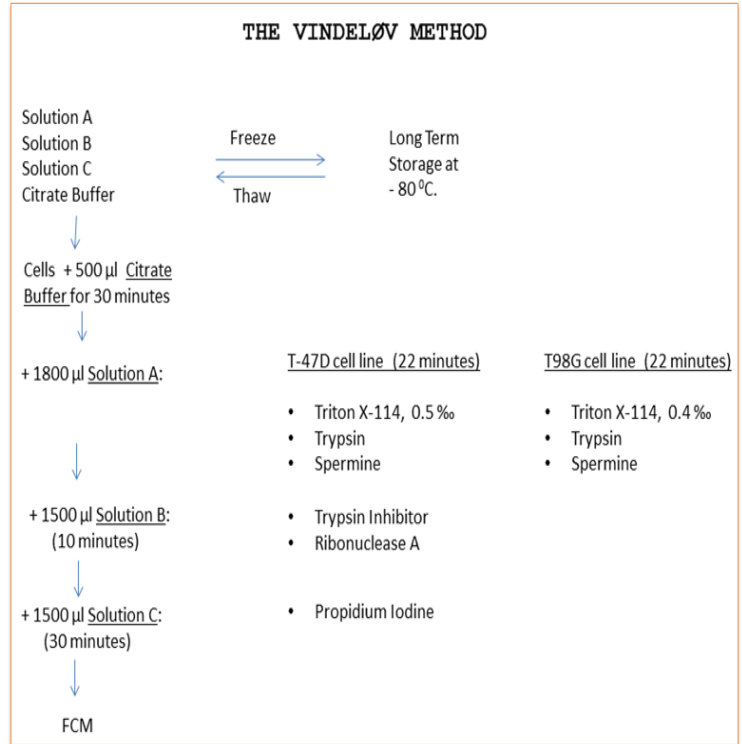 THE VINDELØV METHOD
Solution A
Solution B
Solution C
Citrate Buffer
Freeze
Thaw
Long Term
Storage at
- 80 ⁰C.
Cells + 500 µl Citrate
Buffer for 30 minutes
+ 1800 µl Solution A:
T-47D cell line (22 minutes)
• Triton X-114, 0.5 ‰
• Trypsin
• Spermine
T98G cell line (22 minutes)
• Triton X-114, 0.4 ‰
• Trypsin
• Spermine
+ 1500 µl Solution B:
(10 minutes)
• Trypsin Inhibitor
• Ribonuclease A
+ 1500 µl Solution C:
(30 minutes)
• Propidium Iodine
FCM